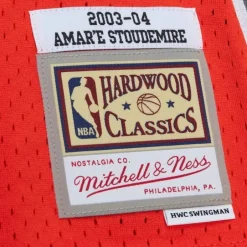 2003-04
AMAR'E STOUDEMIRE
HARDWOOD
CLASSICS
NBA
NOSTALGIA CO.
Mitchell & Ness
PHILADELPHIA, PA.
HWC SWINGMAN